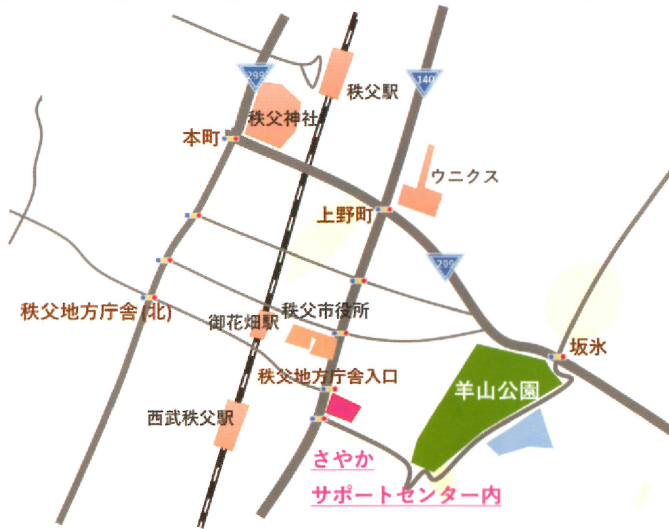 299
140
秩父駅
秩父神社
本町
ウニクス
上野町
299
秩父地方庁舎(北)
御花畑駅
秩父市役所
坂氷
秩父地方庁舎入口
羊山公園
西武秩父駅
さやか
サポートセンター内